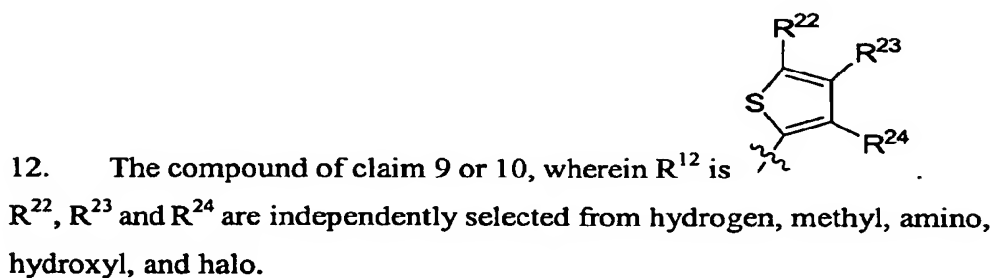 R²²
R²³
S
R²⁴
12. The compound of claim 9 or 10, wherein R¹² is .
R²², R²³ and R²⁴ are independently selected from hydrogen, methyl, amino,
hydroxyl, and halo.